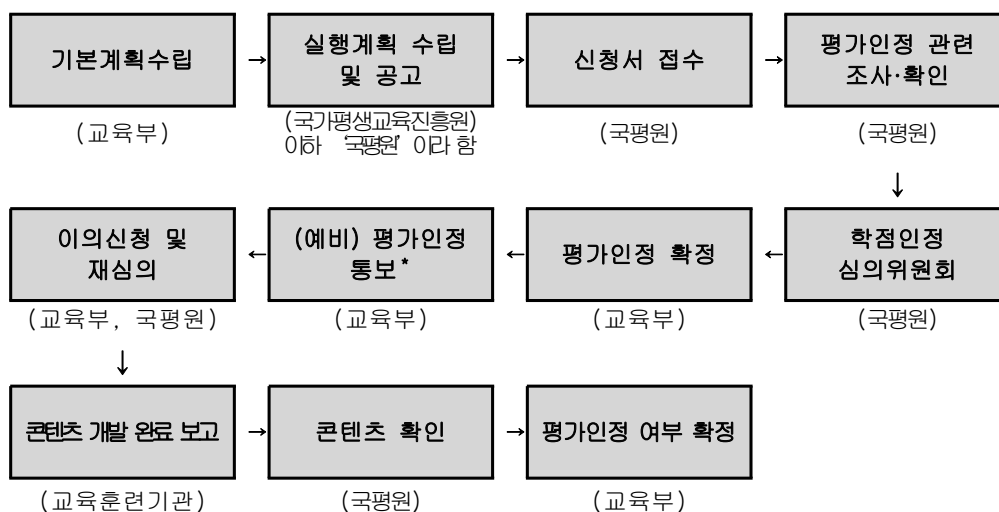 기본계획수립 → 실행계획 수립 및 공고 → 신청서 접수 → 평가인정 관련 조사·확인
(교육부)
(국가평생교육진흥원)
이하 '국평원' 이라 함
(국평원)
(국평원)
↓
이의신청 및 재심의 ← (예비) 평가인정 통보* ← 평가인정 확정 ← 학점인정 심의위원회
(교육부, 국평원)
(교육부)
(교육부)
(국평원)
↓
콘텐츠 개발 완료 보고 → 콘텐츠 확인 → 평가인정 여부 확정
(교육훈련기관)
(국평원)
(교육부)